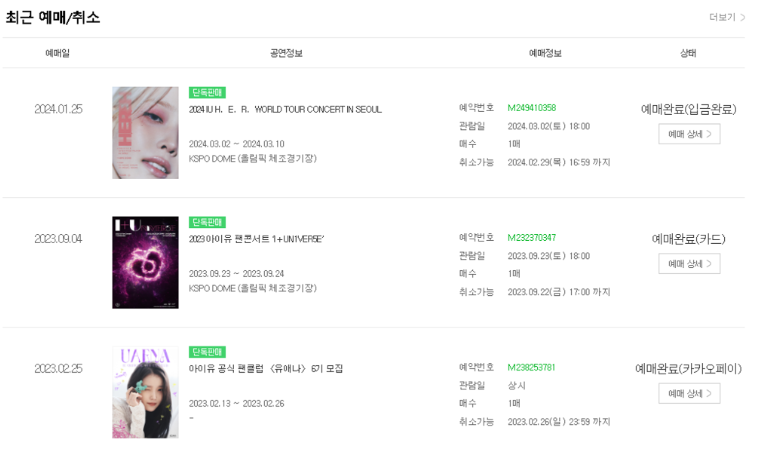 최근 예매/취소
더보기 >
예매일 공연정보 예매정보 상태
단독판매
2024.01.25
2024 IU H. E. R. WORLD TOUR CONCERT IN SEOUL
2024.03.02 ~ 2024.03.10
KSPO DOME (올림픽 체조경기장)
예약번호 M249410358
관람일 2024.03.02(토) 18:00
매수 1매
취소가능 2024.02.29(목) 16:59 까지
예매완료(입금완료)
예매 상세 >
단독판매
2023.09.04
2023 아이유 팬콘서트 'I+UN1VER5E'
2023.09.23 ~ 2023.09.24
KSPO DOME (올림픽 체조경기장)
예약번호 M232370347
관람일 2023.09.23(토) 18:00
매수 1매
취소가능 2023.09.22(금) 17:00 까지
예매완료(카드)
예매 상세 >
UAENA
단독판매
2023.02.25
아이유 공식 팬클럽 〈유애나〉 6기 모집
2023.02.13 ~ 2023.02.26
-
예약번호 M238253781
관람일 상시
매수 1매
취소가능 2023.02.26(일) 23:59 까지
예매완료(카카오페이)
예매 상세 >